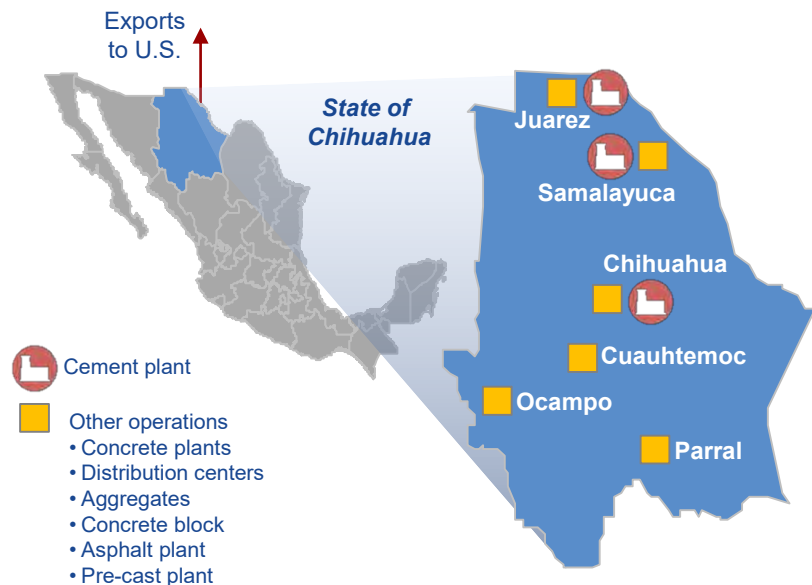 Exports
to U.S.
State of
Chihuahua
Juarez
Samalayuca
Chihuahua
Cuauhtemoc
Ocampo
Parral
Cement plant
Other operations
• Concrete plants
• Distribution centers
• Aggregates
• Concrete block
• Asphalt plant
• Pre-cast plant